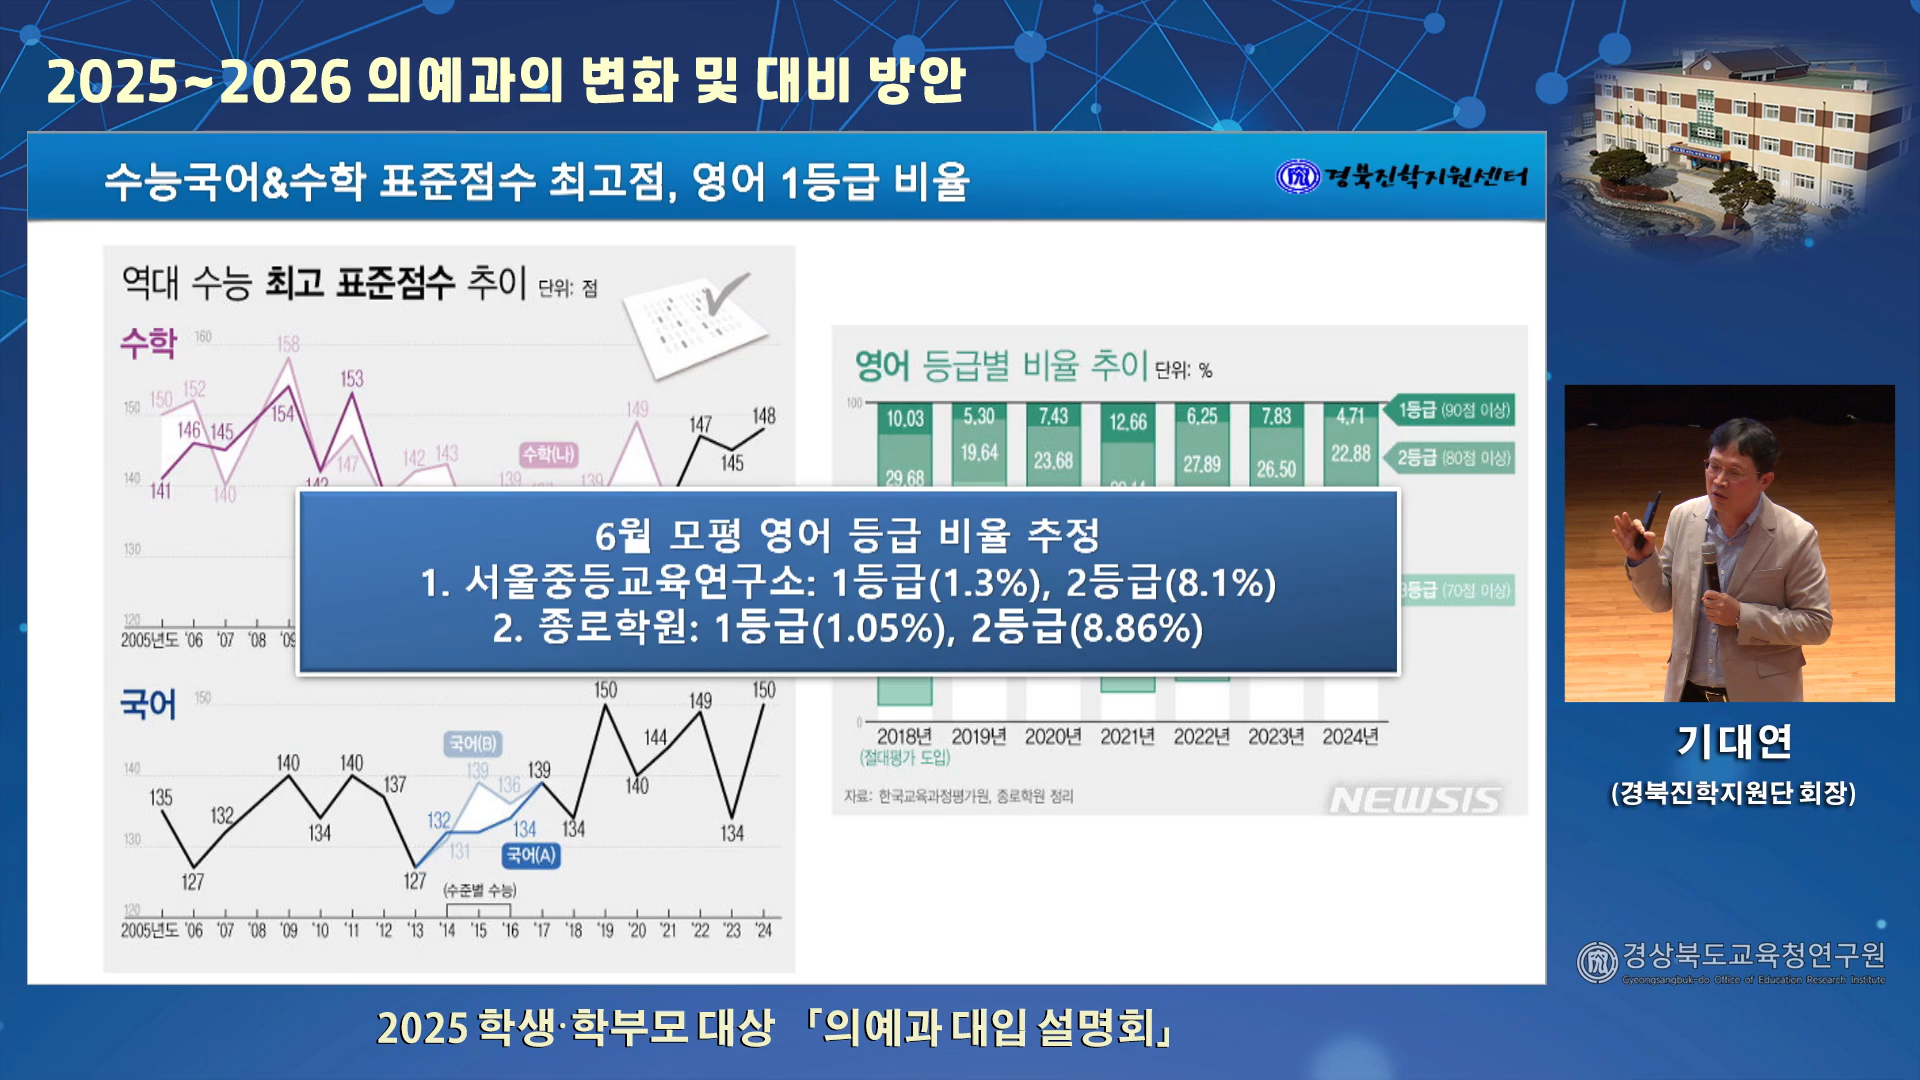 2025~2026 의예과의 변화 및 대비 방안
수능국어&수학 표준점수 최고점, 영어 1등급 비율
경북진학지원센터
역대 수능 최고 표준점수 추이 단위: 점
수학
160
150
140
130
120
150 152 158 149
146 145 154 153 147 148
141 140 147 142 143 145
수학(나)
139 139
2005년도 '06 '07 '08 '09
6월 모평 영어 등급 비율 추정
1. 서울중등교육연구소: 1등급(1.3%), 2등급(8.1%)
2. 종로학원: 1등급(1.05%), 2등급(8.86%)
국어
150
140
130
120
135 127 132 140 134 140 137 127
국어(B)
139 136 139
132 131 134
국어(A)
134 150 140 144 149 134 150
(수준별 수능)
2005년도 '06 '07 '08 '09 '10 '11 '12 '13 '14 '15 '16 '17 '18 '19 '20 '21 '22 '23 '24
영어 등급별 비율 추이 단위: %
100
10.03 5.30 7.43 12.66 6.25 7.83 4.71
1등급 (90점 이상)
29.68 19.64 23.68 27.89 26.50 22.88
2등급 (80점 이상)
등급 (70점 이상)
0
2018년 2019년 2020년 2021년 2022년 2023년 2024년
(절대평가 도입)
자료: 한국교육과정평가원, 종로학원 정리
NEWSIS
기대연
(경북진학지원단 회장)
경상북도교육청연구원
Gyeongsangbuk-do Office of Education Research Institute
2025 학생·학부모 대상 「의예과 대입 설명회」